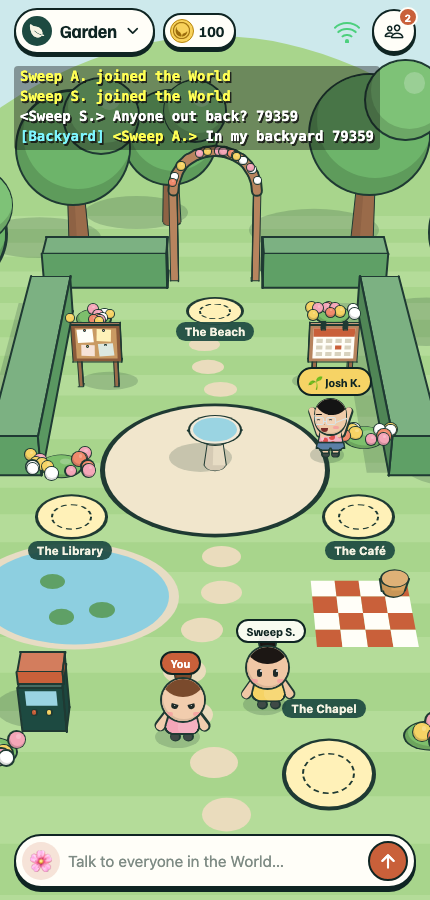 Garden
100
2
Sweep A. joined the World
Sweep S. joined the World
<Sweep S.> Anyone out back? 79359
[Backyard] <Sweep A.> In my backyard 79359
The Beach
Josh K.
The Library
The Café
Sweep S.
You
The Chapel
Talk to everyone in the World...